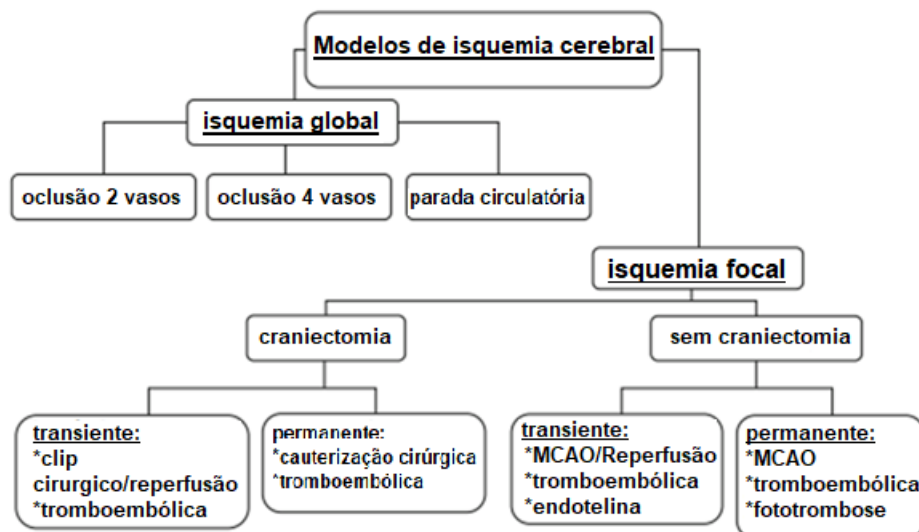 Modelos de isquemia cerebral
isquemia global
oclusão 2 vasos
oclusão 4 vasos
parada circulatória
isquemia focal
craniectomia
sem craniectomia
transiente:
*clip
cirurgico/reperfusão
*tromboembólica
permanente:
*cauterização cirúrgica
*tromboembólica
transiente:
*MCAO/Reperfusão
*tromboembólica
*endotelina
permanente:
*MCAO
*tromboembólica
*fototrombose